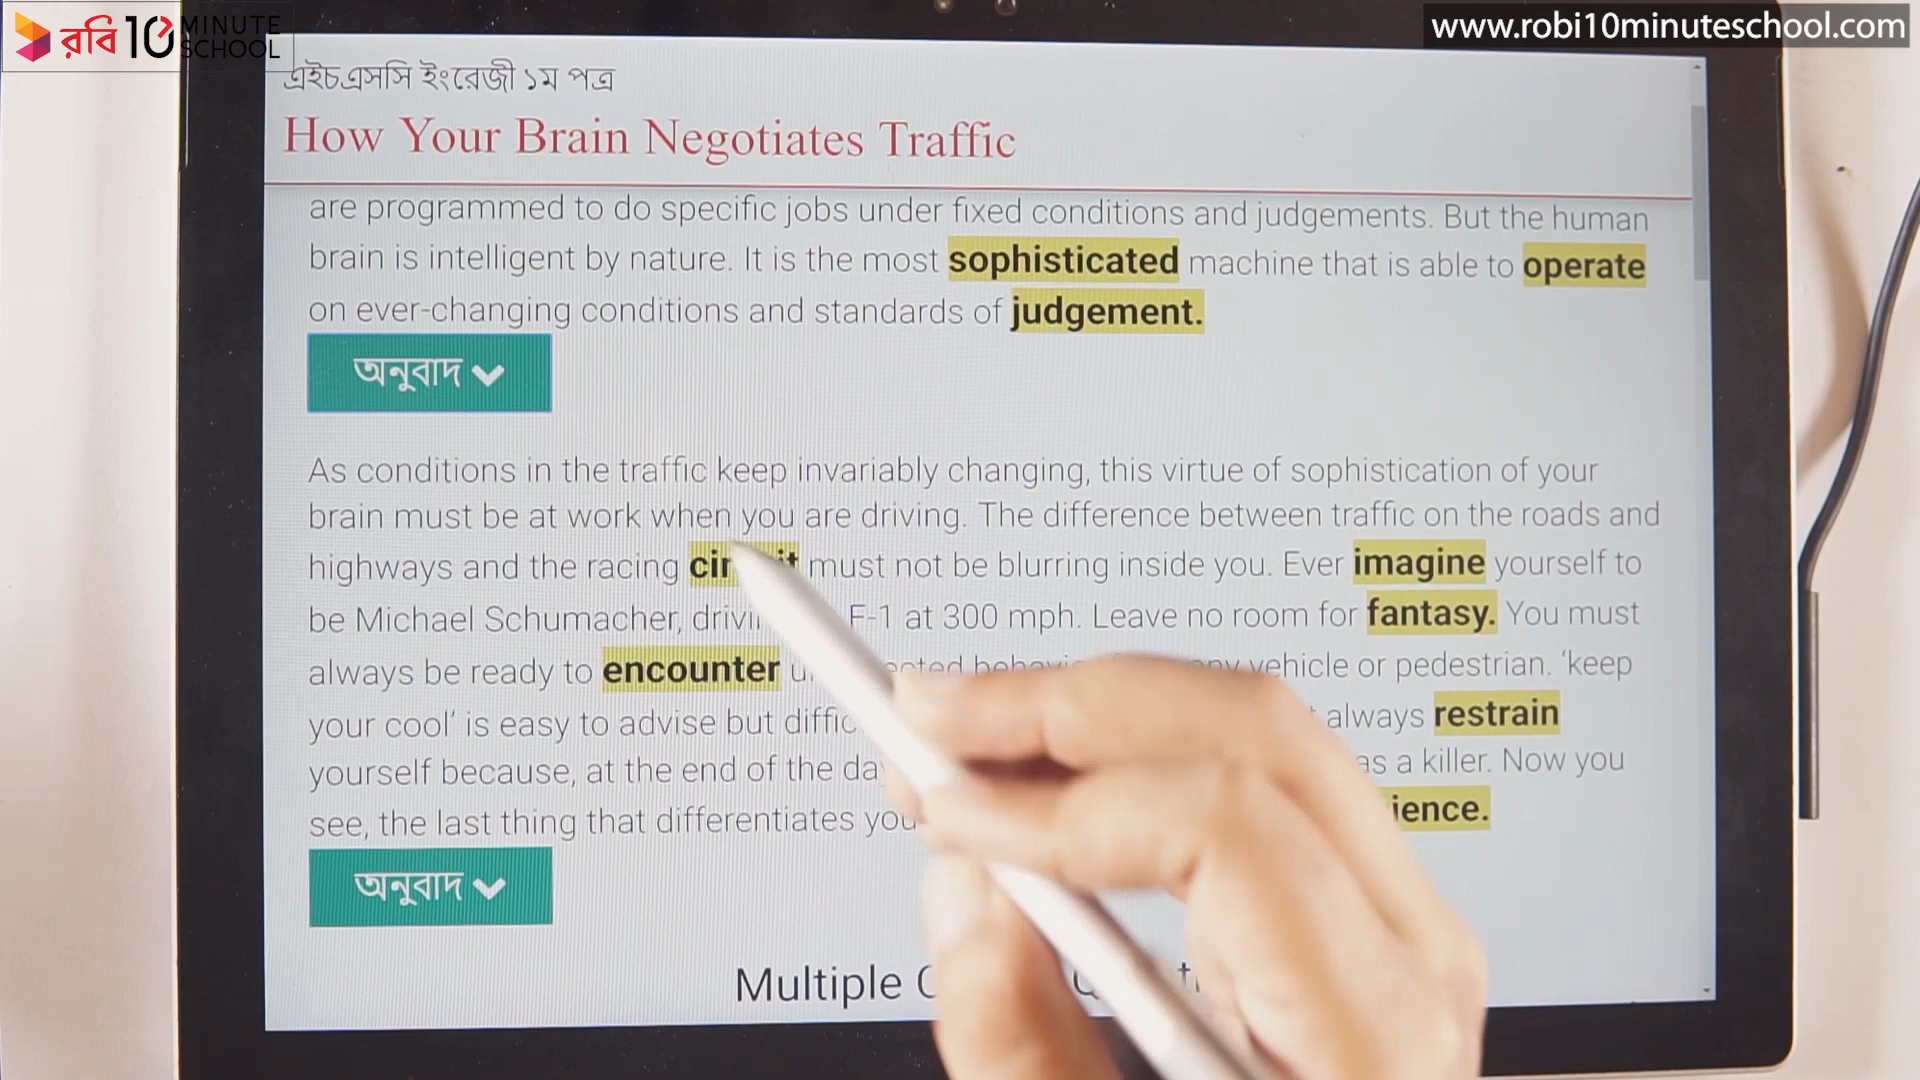 রবি 10 MINUTE SCHOOL
www.robi10minuteschool.com
এইচএসসি ইংরেজী ১ম পত্র
How Your Brain Negotiates Traffic
are programmed to do specific jobs under fixed conditions and judgements. But the human
brain is intelligent by nature. It is the most sophisticated machine that is able to operate
on ever-changing conditions and standards of judgement.
অনুবাদ
As conditions in the traffic keep invariably changing, this virtue of sophistication of your
brain must be at work when you are driving. The difference between traffic on the roads and
highways and the racing must not be blurring inside you. Ever imagine yourself to
be Michael Schumacher, F-1 at 300 mph. Leave no room for fantasy. You must
always be ready to encounter vehicle or pedestrian. ‘keep
your cool’ is easy to advise but always restrain
yourself because, at the end of the as a killer. Now you
see, the last thing that differentiates
অনুবাদ
Multiple